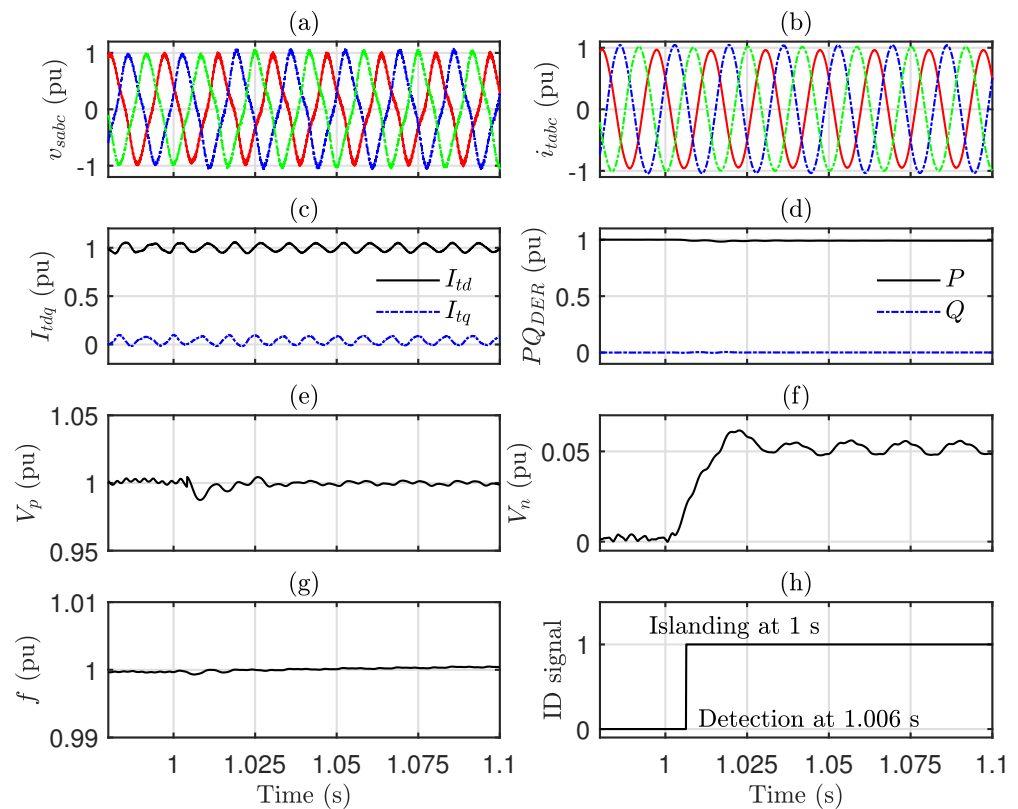 (a)
1
0
-1
v_sabc (pu)
(b)
1
0
-1
i_tabc (pu)
(c)
1
0.5
0
I_tdq (pu)
I_td
I_tq
(d)
1
0.5
0
PQ_DER (pu)
P
Q
(e)
1.05
1
0.95
V_p (pu)
(f)
0.05
0
V_n (pu)
(g)
1.01
1
0.99
f (pu)
1 1.025 1.05 1.075 1.1
Time (s)
(h)
1
0
ID signal
Islanding at 1 s
Detection at 1.006 s
1 1.025 1.05 1.075 1.1
Time (s)